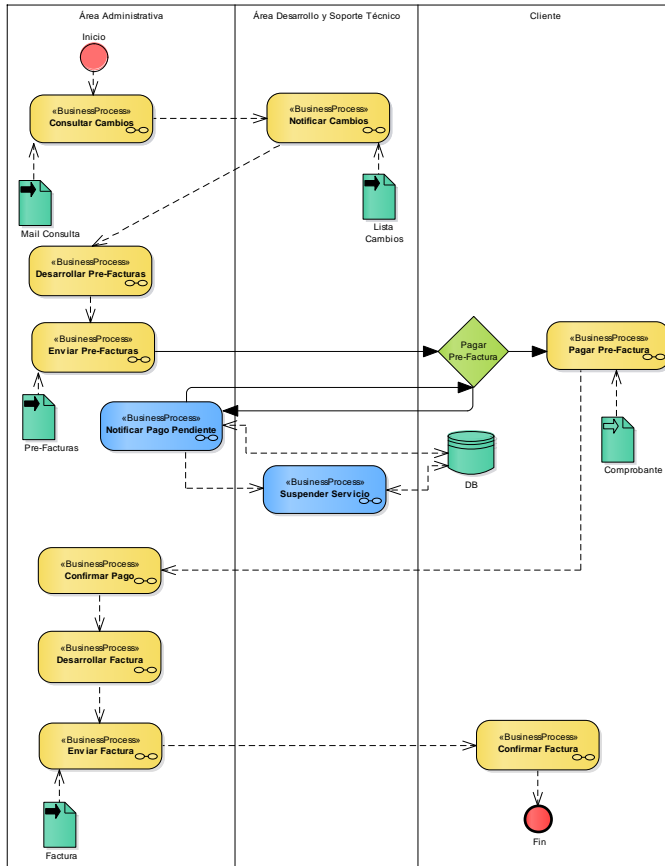 Área Administrativa
Área Desarrollo y Soporte Técnico
Cliente
Inicio
«BusinessProcess»
Consultar Cambios
«BusinessProcess»
Notificar Cambios
Mail Consulta
Lista
Cambios
«BusinessProcess»
Desarrollar Pre-Facturas
«BusinessProcess»
Enviar Pre-Facturas
Pagar
Pre-Factura
«BusinessProcess»
Pagar Pre-Factura
Pre-Facturas
«BusinessProcess»
Notificar Pago Pendiente
«BusinessProcess»
Suspender Servicio
DB
Comprobante
«BusinessProcess»
Confirmar Pago
«BusinessProcess»
Desarrollar Factura
«BusinessProcess»
Enviar Factura
«BusinessProcess»
Confirmar Factura
Factura
Fin